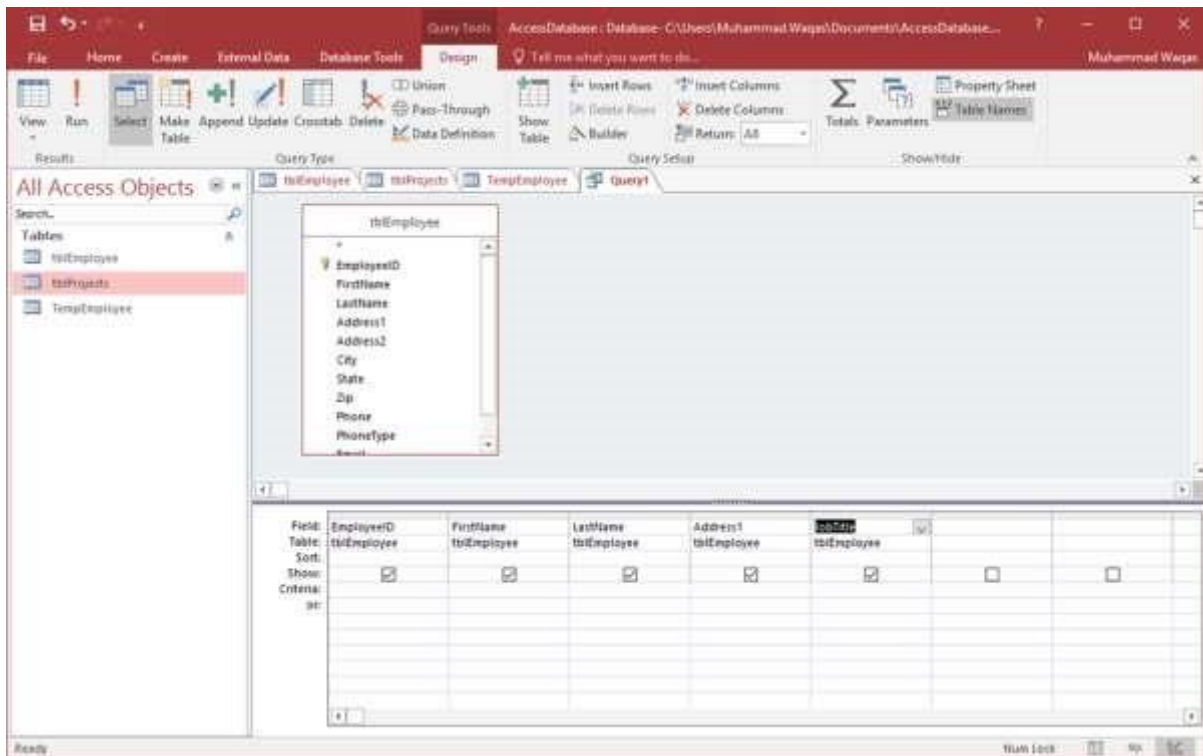 Query Tools AccessDatabase : Database- C:\Users\Muhammad Waqas\Documents\AccessDatabase... ?
File Home Create External Data Database Tools Design Tell me what you want to do... Muhammad Waqas
Union Insert Rows Insert Columns Property Sheet
Pass-Through Delete Rows Delete Columns Table Names
View Run Select Make Table Append Update Crosstab Delete Data Definition Show Table Builder Return: All Totals Parameters
Results Query Type Query Setup Show/Hide
All Access Objects
tblEmployee tblProjects TempEmployee Query1
Search...
Tables
tblEmployee
tblProjects
TempEmployee
tblEmployee
*
EmployeeID
FirstName
LastName
Address1
Address2
City
State
Zip
Phone
PhoneType
Email
Field: EmployeeID FirstName LastName Address1 JobTitle
Table: tblEmployee tblEmployee tblEmployee tblEmployee tblEmployee
Sort:
Show:
Criteria:
or:
Ready Num Lock SQL